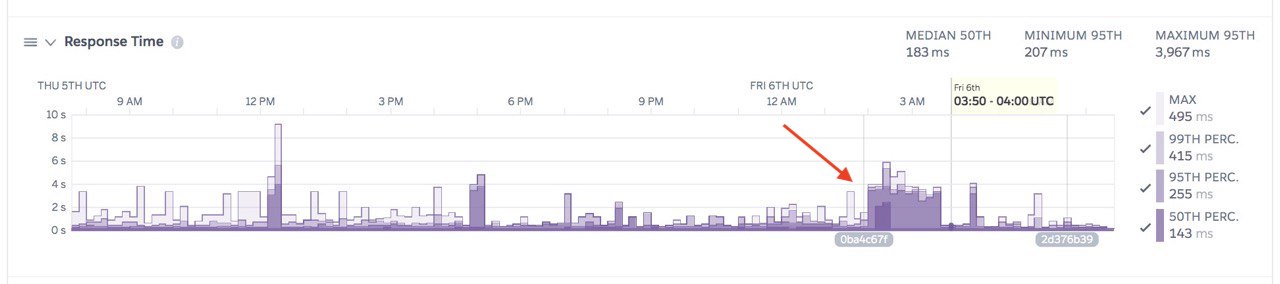 Response Time
MEDIAN 50TH
183 ms
MINIMUM 95TH
207 ms
MAXIMUM 95TH
3,967 ms
THU 5TH UTC
FRI 6TH UTC
9 AM
12 PM
3 PM
6 PM
9 PM
12 AM
3 AM
Fri 6th
03:50 - 04:00 UTC
10 s
8 s
6 s
4 s
2 s
0 s
0ba4c67f
2d376b39
MAX
495 ms
99TH PERC.
415 ms
95TH PERC.
255 ms
50TH PERC.
143 ms